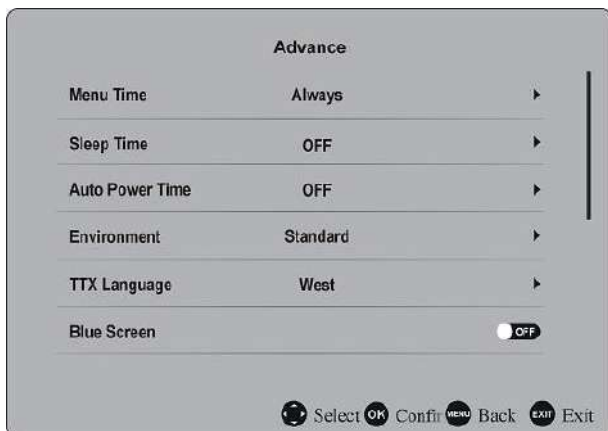 Advance
Menu Time Always
Sleep Time OFF
Auto Power Time OFF
Environment Standard
TTX Language West
Blue Screen OFF
Select OK Confir MENU Back EXIT Exit